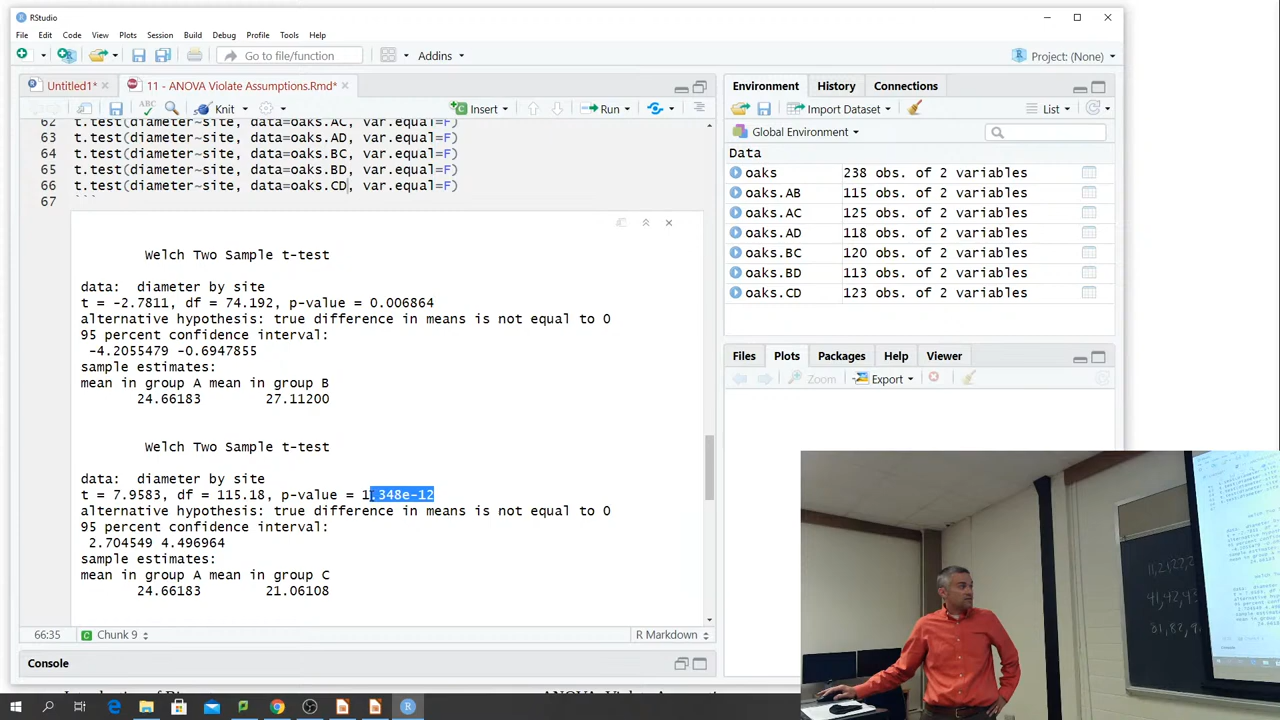 RStudio
File Edit Code View Plots Session Build Debug Profile Tools Help
Go to file/function Addins Project: (None)
Untitled1* 11 - ANOVA Violate Assumptions.Rmd*
ABC Knit Insert Run
62 t.test(diameter~site, data=oaks.AC, var.equal=F)
63 t.test(diameter~site, data=oaks.AD, var.equal=F)
64 t.test(diameter~site, data=oaks.BC, var.equal=F)
65 t.test(diameter~site, data=oaks.BD, var.equal=F)
66 t.test(diameter~site, data=oaks.CD, var.equal=F)
67 ```
Welch Two Sample t-test
data: diameter by site
t = -2.7811, df = 74.192, p-value = 0.006864
alternative hypothesis: true difference in means is not equal to 0
95 percent confidence interval:
-4.2055479 -0.6947855
sample estimates:
mean in group A mean in group B
24.66183 27.11200
Welch Two Sample t-test
data: diameter by site
t = 7.9583, df = 115.18, p-value = 1.348e-12
alternative hypothesis: true difference in means is not equal to 0
95 percent confidence interval:
2.704549 4.496964
sample estimates:
mean in group A mean in group C
24.66183 21.06108
66:35 Chunk 9 R Markdown
Console
Environment History Connections
Import Dataset List
Global Environment
Data
oaks 238 obs. of 2 variables
oaks.AB 115 obs. of 2 variables
oaks.AC 125 obs. of 2 variables
oaks.AD 118 obs. of 2 variables
oaks.BC 120 obs. of 2 variables
oaks.BD 113 obs. of 2 variables
oaks.CD 123 obs. of 2 variables
Files Plots Packages Help Viewer
Zoom Export